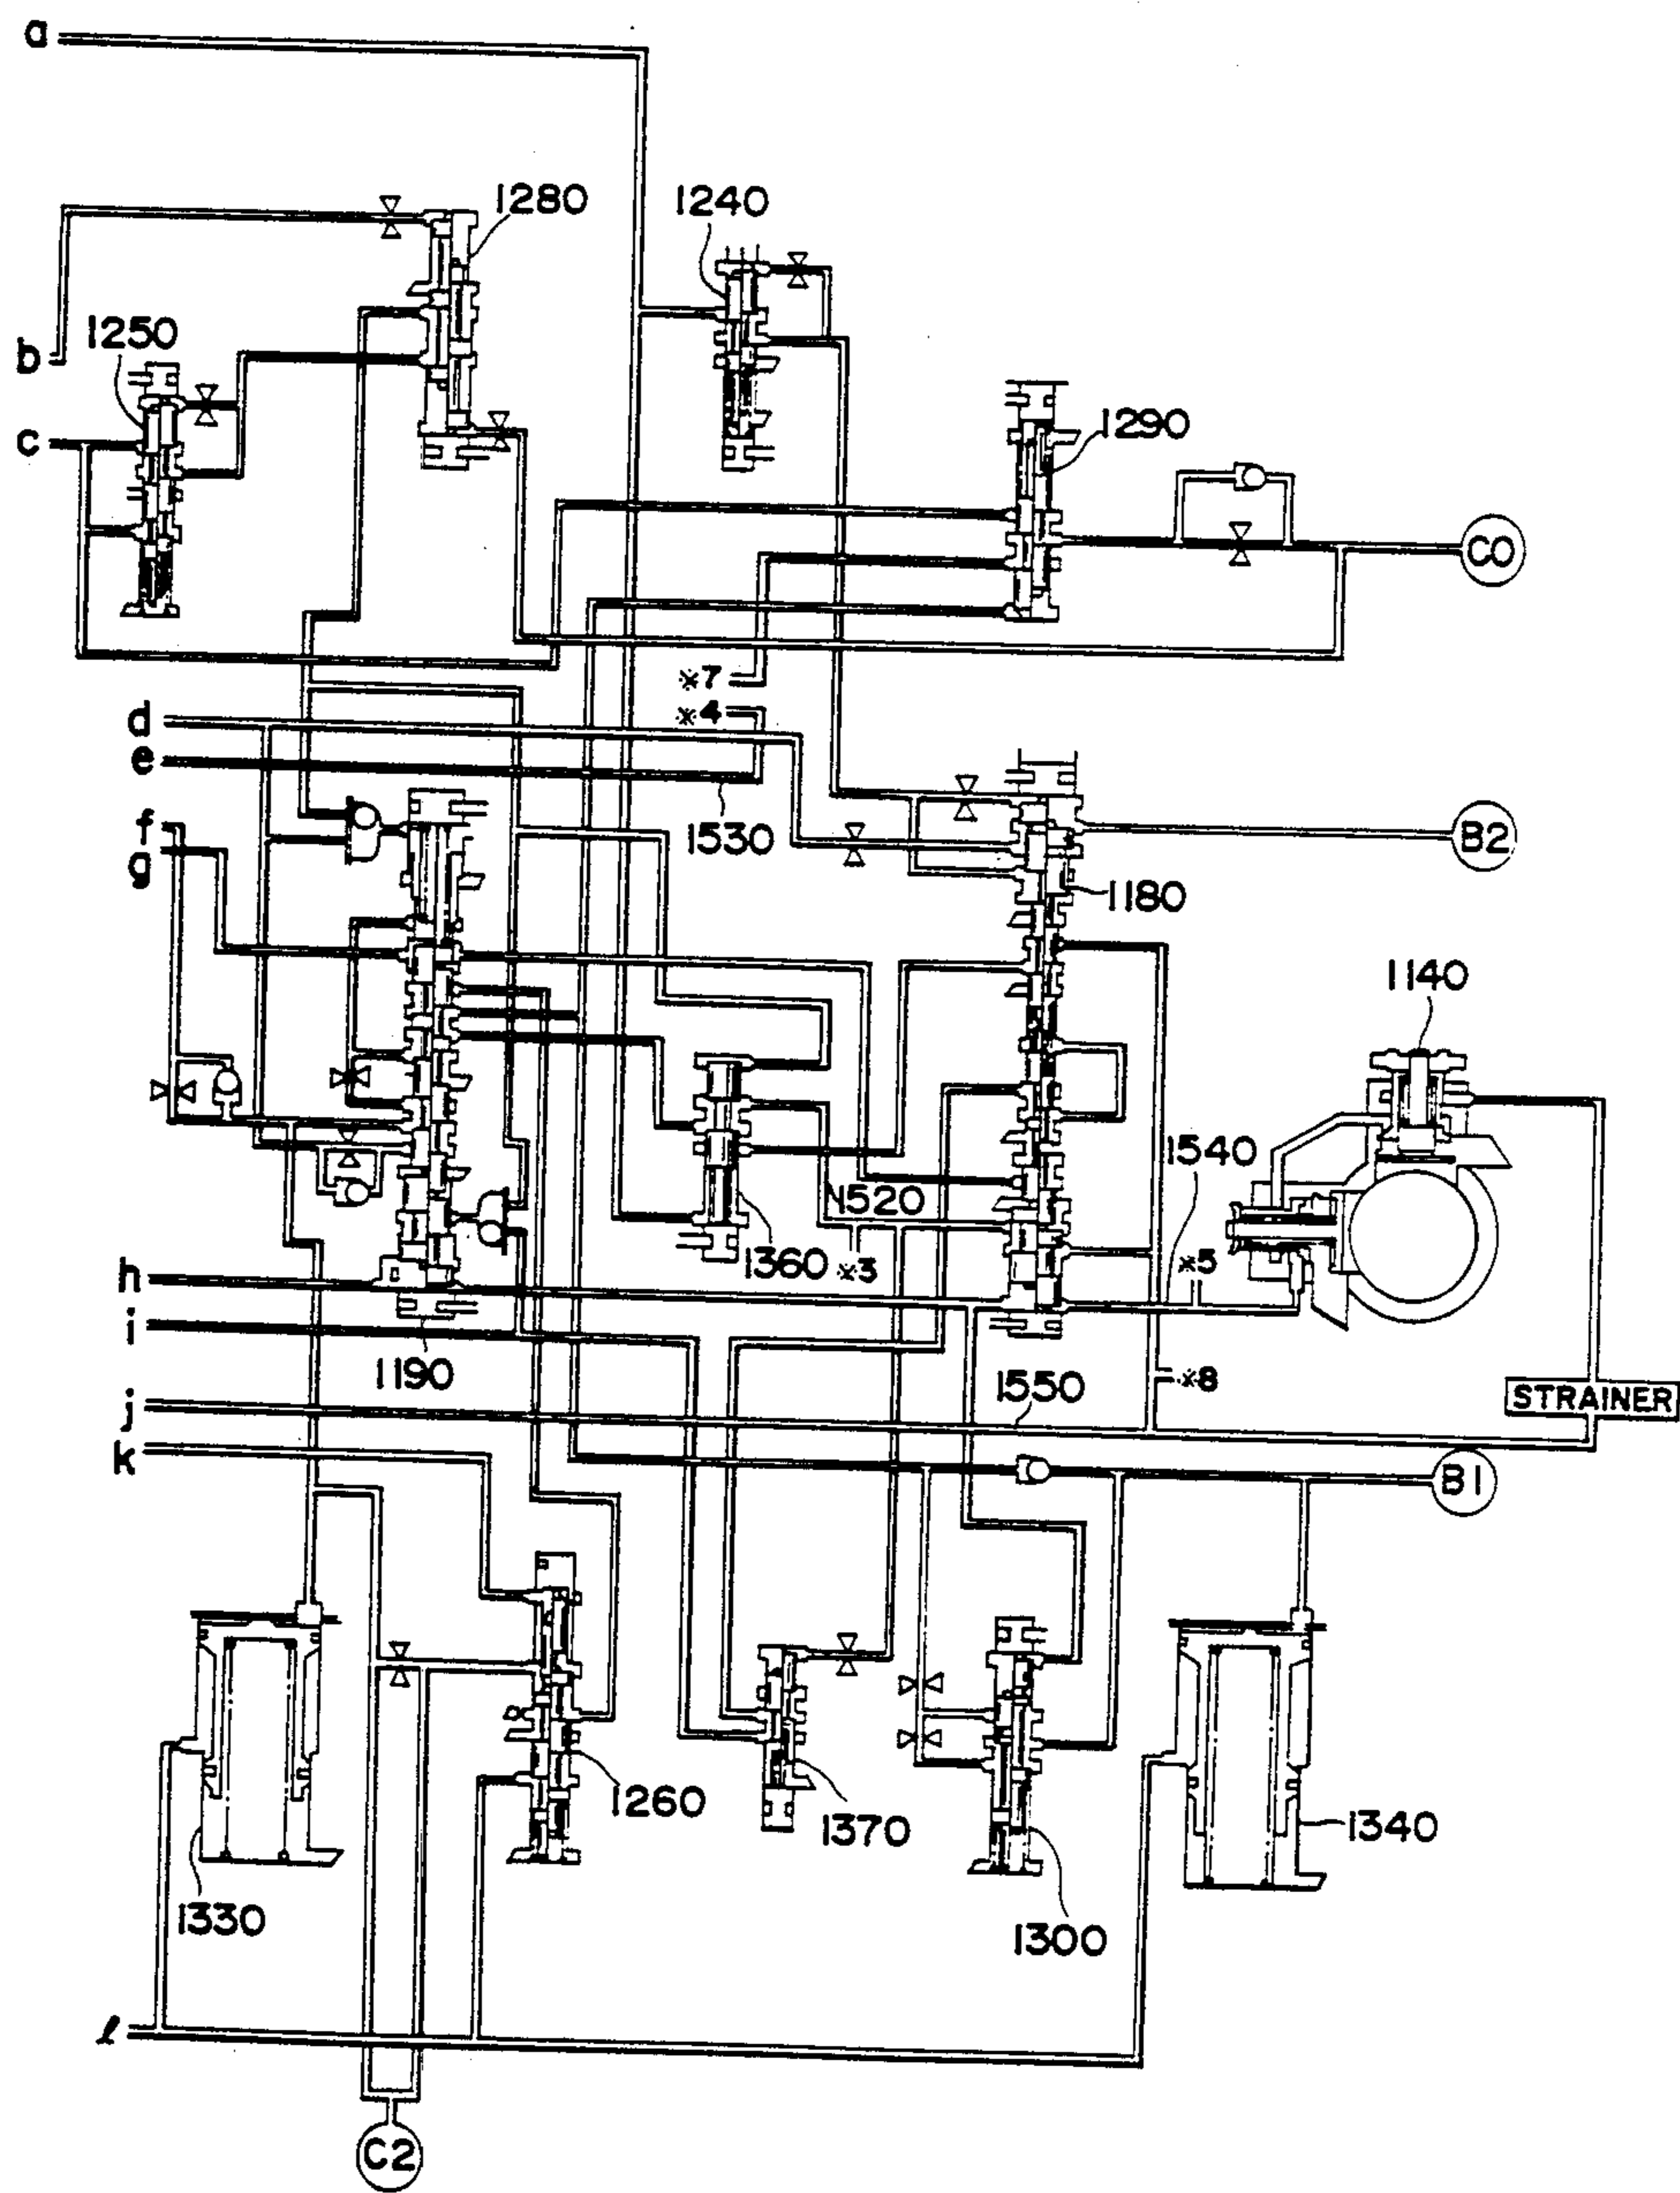 a
1280
1240
b
1250
c
1290
C0
※7
※4
d
e
1530
f
g
B2
1180
1140
1540
1520
1360
※3
※5
h
i
1190
1550
※8
j
STRAINER
k
B1
1260
1370
1340
1330
1300
l
C2